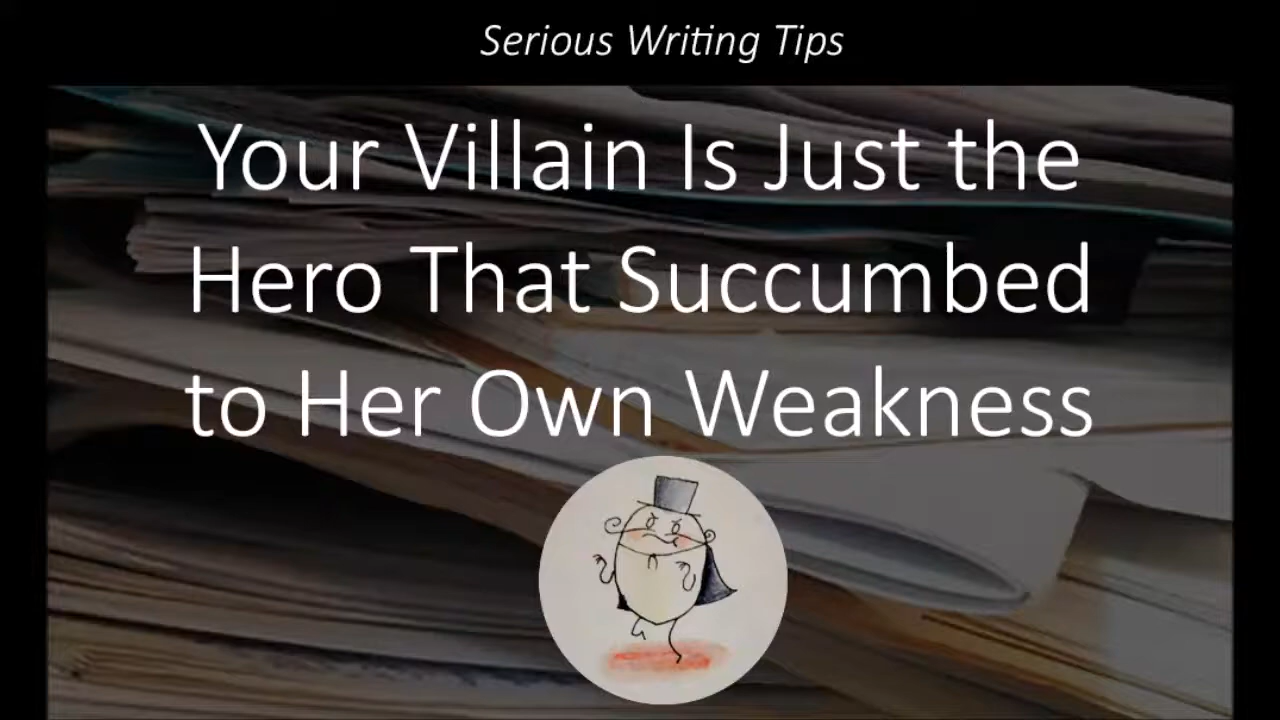 Serious Writing Tips
Your Villain Is Just the
Hero That Succumbed
to Her Own Weakness